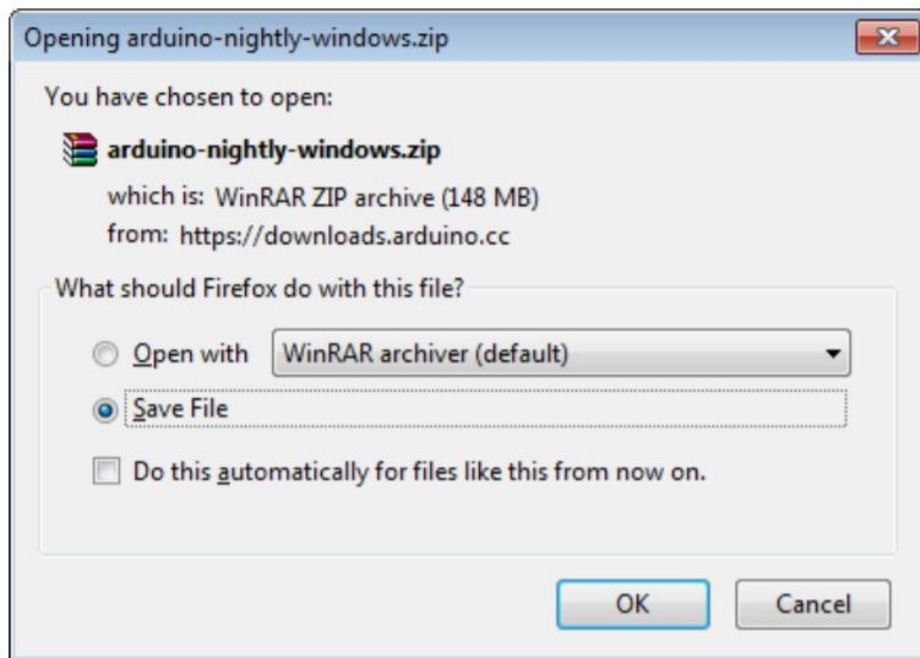 Opening arduino-nightly-windows.zip
You have chosen to open:
arduino-nightly-windows.zip
which is: WinRAR ZIP archive (148 MB)
from: https://downloads.arduino.cc
What should Firefox do with this file?
Open with WinRAR archiver (default)
Save File
Do this automatically for files like this from now on.
OK Cancel